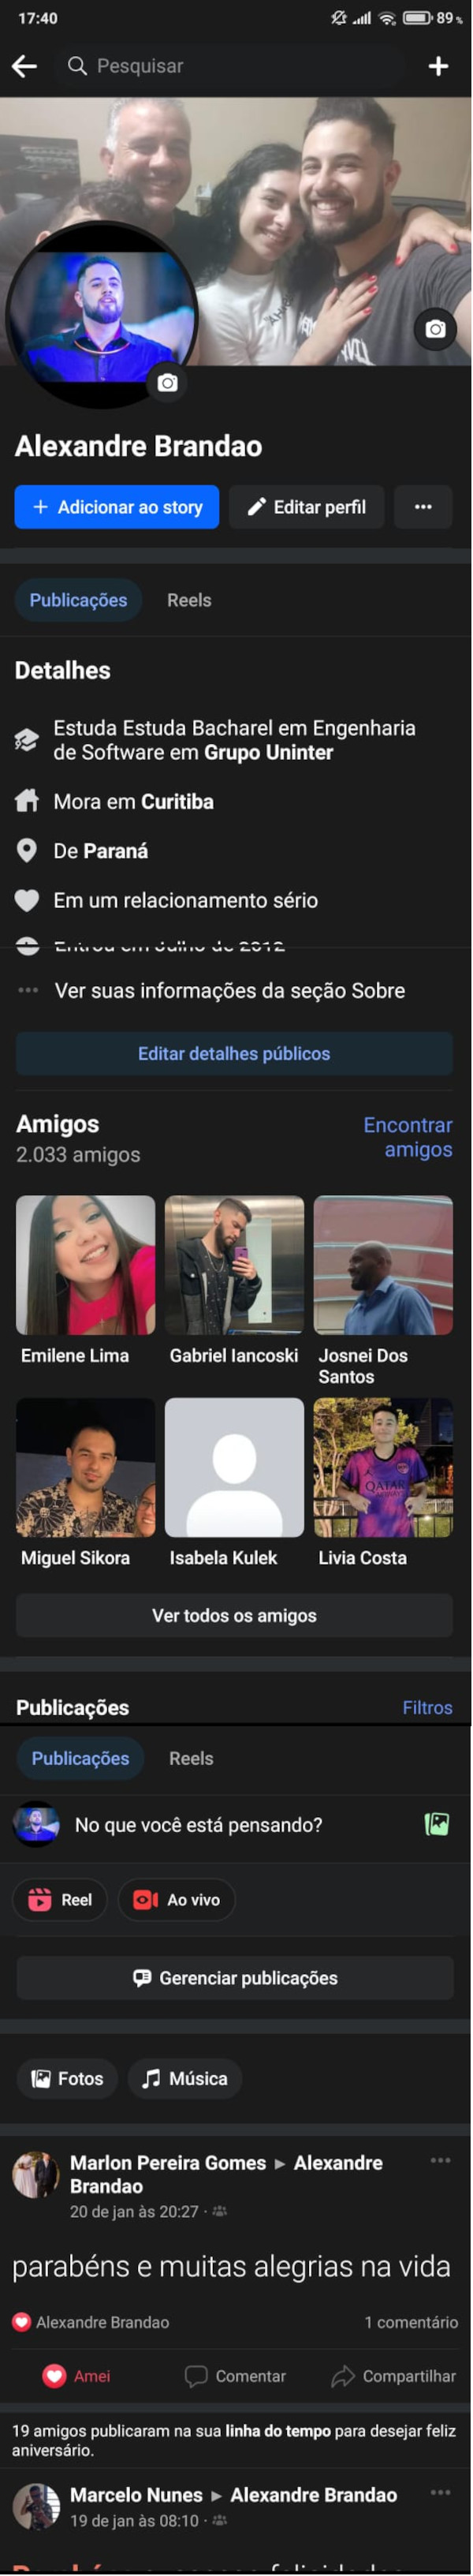 17:40
89%
Pesquisar
Alexandre Brandao
+ Adicionar ao story
Editar perfil
Publicações
Reels
Detalhes
Estuda Estuda Bacharel em Engenharia
de Software em Grupo Uninter
Mora em Curitiba
De Paraná
Em um relacionamento sério
Entrou em Julho de 2012
Ver suas informações da seção Sobre
Editar detalhes públicos
Amigos
Encontrar
amigos
2.033 amigos
Emilene Lima
Gabriel Iancoski
Josnei Dos
Santos
QATAR
Miguel Sikora
Isabela Kulek
Livia Costa
Ver todos os amigos
Publicações
Filtros
Publicações
Reels
No que você está pensando?
Reel
Ao vivo
Gerenciar publicações
Fotos
Música
Marlon Pereira Gomes ▸ Alexandre
Brandao
20 de jan às 20:27 ·
parabéns e muitas alegrias na vida
Alexandre Brandao
1 comentário
Amei
Comentar
Compartilhar
19 amigos publicaram na sua linha do tempo para desejar feliz
aniversário.
Marcelo Nunes ▸ Alexandre Brandao
19 de jan às 08:10 ·